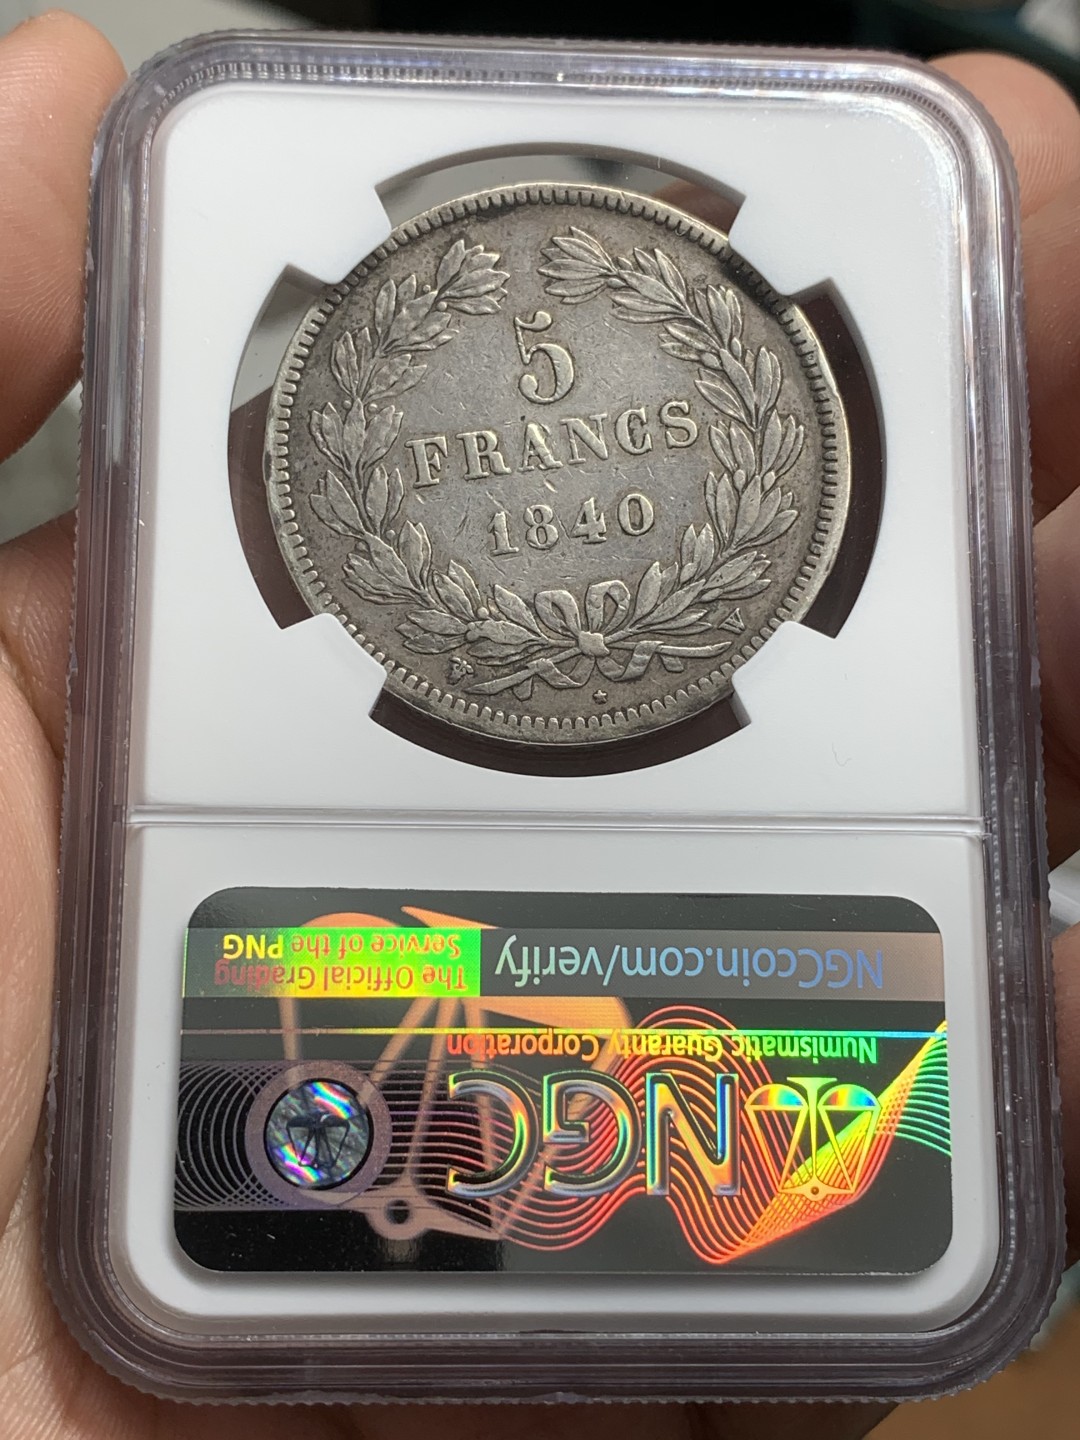 5
FRANCS
1840
W
NGCcoin.com/verify
The Official Grading
Service of the PNG
Numismatic Guaranty Corporation
NGC